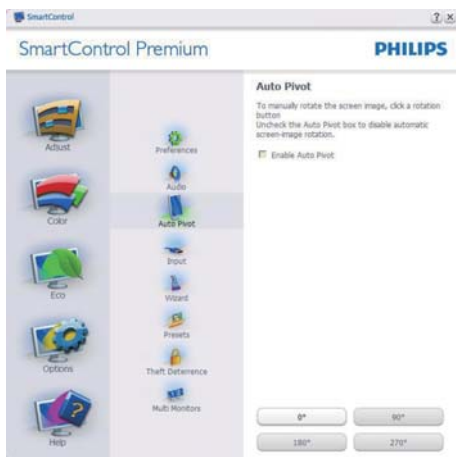 SmartControl
SmartControl Premium
PHILIPS
Adjust
Color
Eco
Options
Help
Preferences
Audio
Auto Pivot
Input
Wizard
Presets
Theft Deterrence
Multi Monitors
Auto Pivot
To manually rotate the screen image, click a rotation
button
Uncheck the Auto Pivot box to disable automatic
screen-image rotation.
Enable Auto Pivot
0°
90°
180°
270°